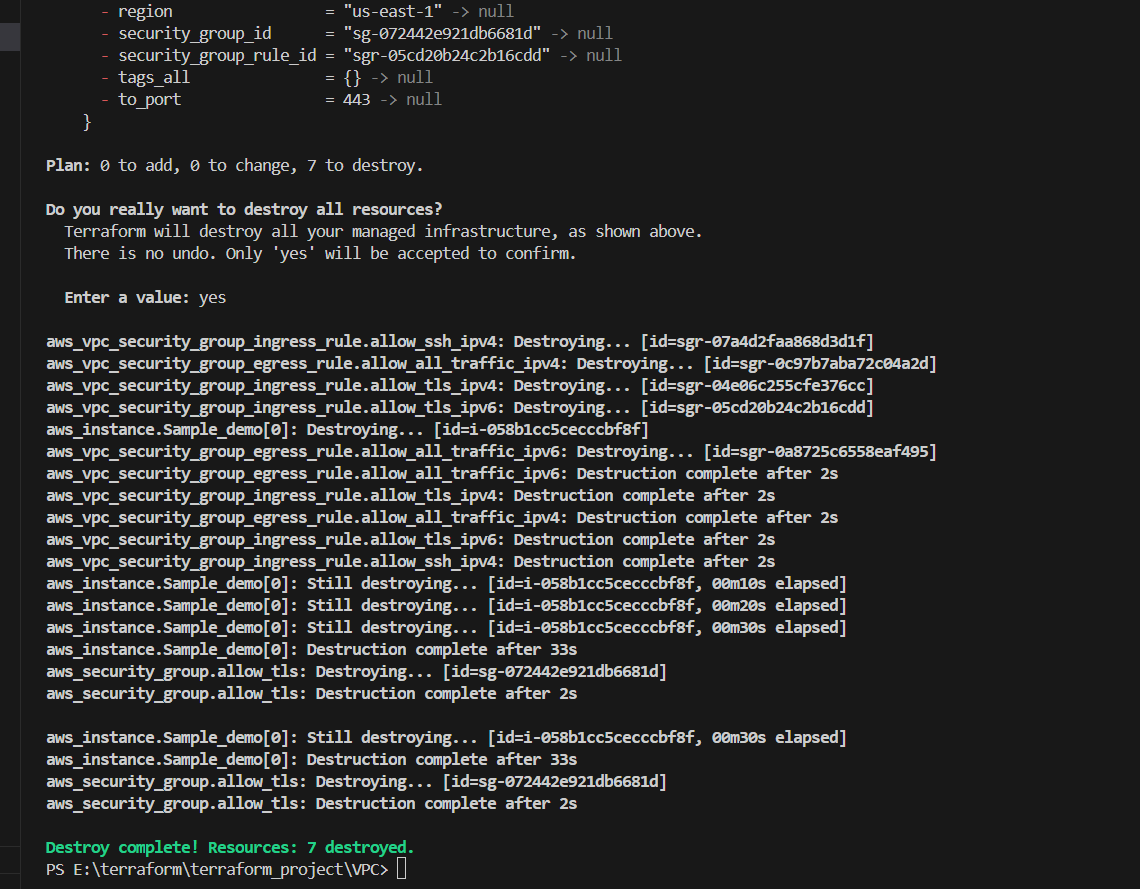 - region                 = "us-east-1" -> null
- security_group_id      = "sg-072442e921db6681d" -> null
- security_group_rule_id = "sgr-05cd20b24c2b16cdd" -> null
- tags_all               = {} -> null
- to_port                = 443 -> null
}
Plan: 0 to add, 0 to change, 7 to destroy.
Do you really want to destroy all resources?
Terraform will destroy all your managed infrastructure, as shown above.
There is no undo. Only 'yes' will be accepted to confirm.
Enter a value: yes
aws_vpc_security_group_ingress_rule.allow_ssh_ipv4: Destroying... [id=sgr-07a4d2faa868d3d1f]
aws_vpc_security_group_egress_rule.allow_all_traffic_ipv4: Destroying... [id=sgr-0c97b7aba72c04a2d]
aws_vpc_security_group_ingress_rule.allow_tls_ipv4: Destroying... [id=sgr-04e06c255cfe376cc]
aws_vpc_security_group_ingress_rule.allow_tls_ipv6: Destroying... [id=sgr-05cd20b24c2b16cdd]
aws_instance.Sample_demo[0]: Destroying... [id=i-058b1cc5cecccbf8f]
aws_vpc_security_group_egress_rule.allow_all_traffic_ipv6: Destroying... [id=sgr-0a8725c6558eaf495]
aws_vpc_security_group_egress_rule.allow_all_traffic_ipv6: Destruction complete after 2s
aws_vpc_security_group_ingress_rule.allow_tls_ipv4: Destruction complete after 2s
aws_vpc_security_group_egress_rule.allow_all_traffic_ipv4: Destruction complete after 2s
aws_vpc_security_group_ingress_rule.allow_tls_ipv6: Destruction complete after 2s
aws_vpc_security_group_ingress_rule.allow_ssh_ipv4: Destruction complete after 2s
aws_instance.Sample_demo[0]: Still destroying... [id=i-058b1cc5cecccbf8f, 00m10s elapsed]
aws_instance.Sample_demo[0]: Still destroying... [id=i-058b1cc5cecccbf8f, 00m20s elapsed]
aws_instance.Sample_demo[0]: Still destroying... [id=i-058b1cc5cecccbf8f, 00m30s elapsed]
aws_instance.Sample_demo[0]: Destruction complete after 33s
aws_security_group.allow_tls: Destroying... [id=sg-072442e921db6681d]
aws_security_group.allow_tls: Destruction complete after 2s
aws_instance.Sample_demo[0]: Still destroying... [id=i-058b1cc5cecccbf8f, 00m30s elapsed]
aws_instance.Sample_demo[0]: Destruction complete after 33s
aws_security_group.allow_tls: Destroying... [id=sg-072442e921db6681d]
aws_security_group.allow_tls: Destruction complete after 2s
Destroy complete! Resources: 7 destroyed.
PS E:\terraform\terraform_project\VPC>